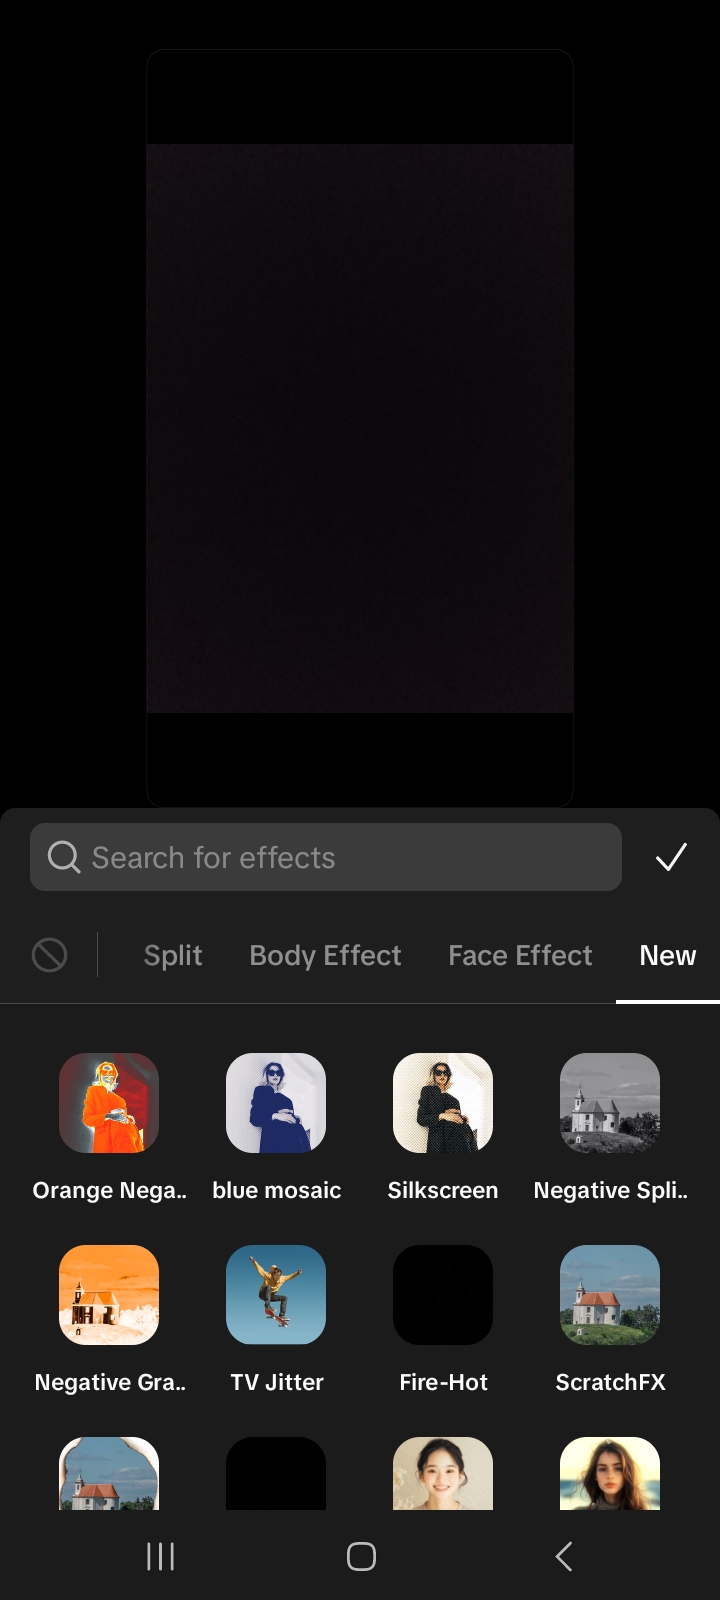 Search for effects
Split Body Effect Face Effect New
Orange Nega.. blue mosaic Silkscreen Negative Spli..
Negative Gra.. TV Jitter Fire-Hot ScratchFX